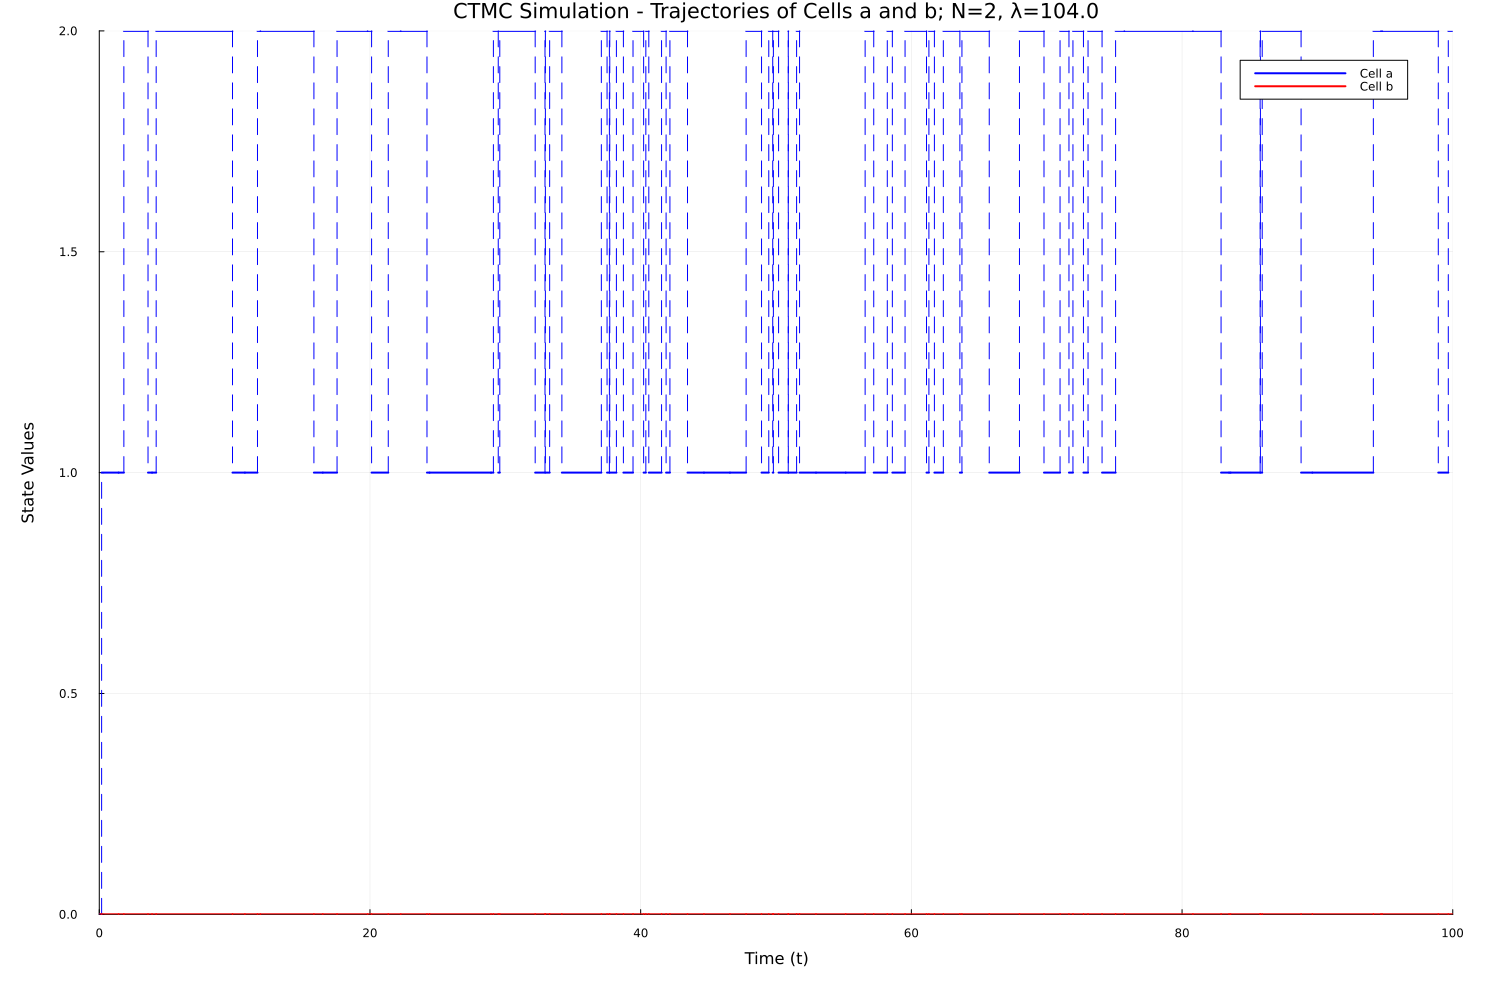 CTMC Simulation - Trajectories of Cells a and b; N=2, λ=104.0
2.0
Cell a
Cell b
1.5
State Values
1.0
0.5
0.0
0 20 40 60 80 100
Time (t)